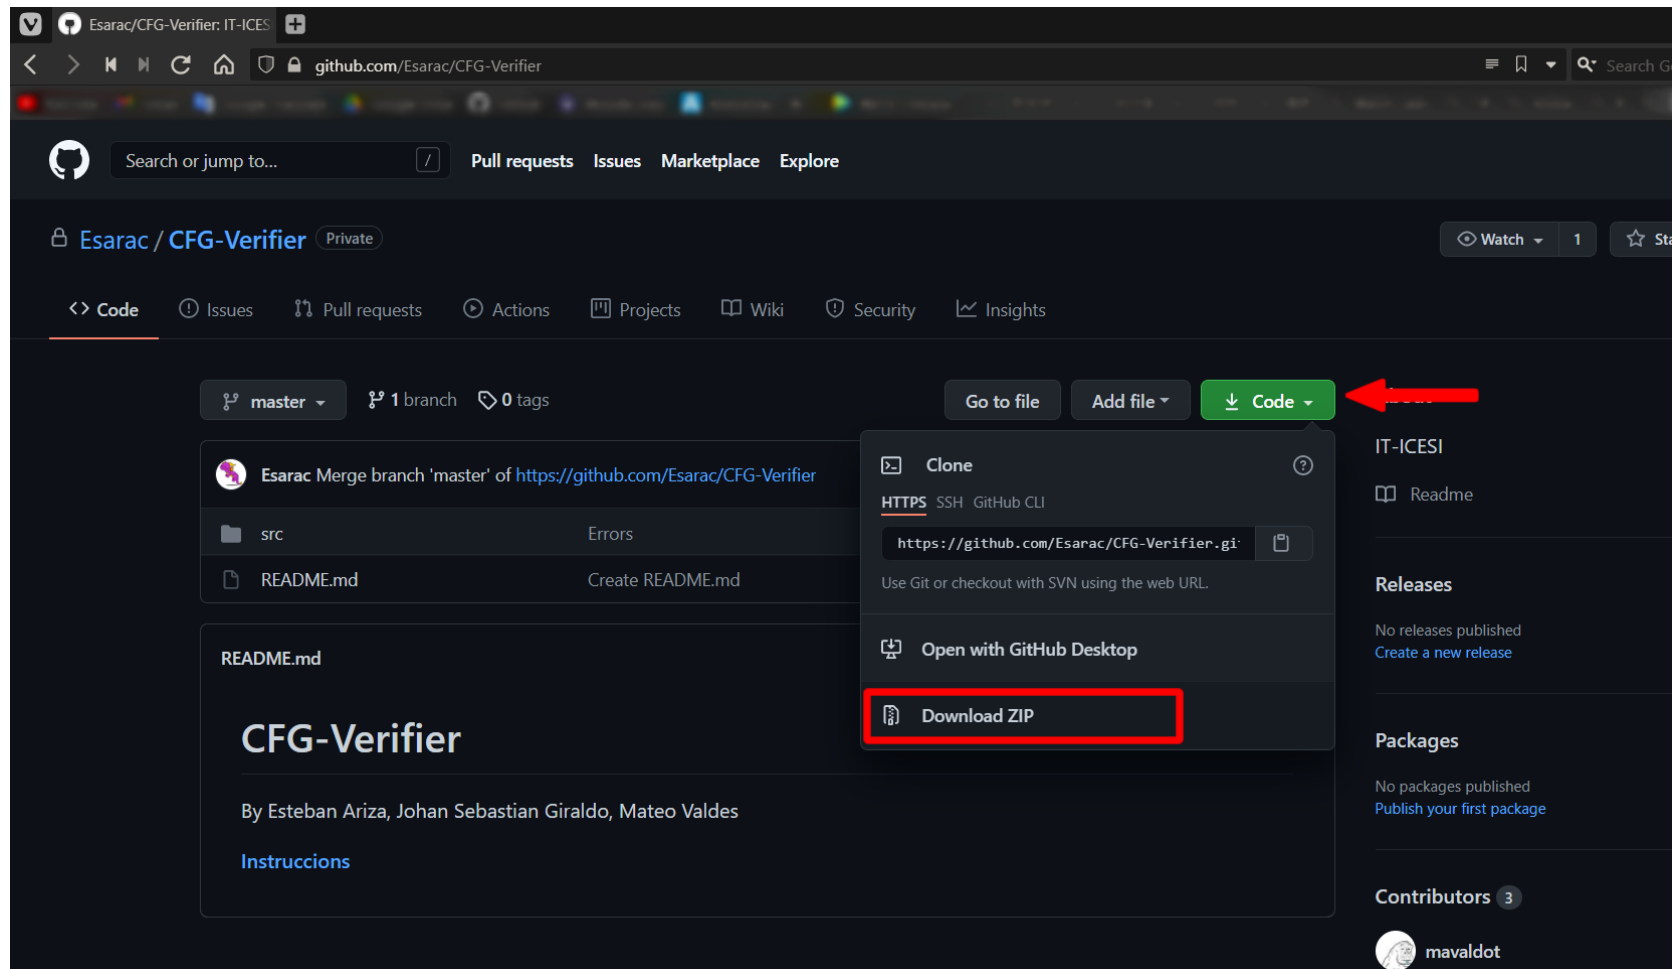 Esarac/CFG-Verifier: IT-ICES
github.com/Esarac/CFG-Verifier
Search G
Search or jump to...
/
Pull requests Issues Marketplace Explore
Esarac / CFG-Verifier Private
Watch 1
Sta
Code Issues Pull requests Actions Projects Wiki Security Insights
master 1 branch 0 tags
Go to file Add file Code
IT-ICESI
Readme
Esarac Merge branch 'master' of https://github.com/Esarac/CFG-Verifier
src Errors
README.md Create README.md
Clone
HTTPS SSH GitHub CLI
https://github.com/Esarac/CFG-Verifier.gi
Use Git or checkout with SVN using the web URL.
Open with GitHub Desktop
Download ZIP
README.md
CFG-Verifier
By Esteban Ariza, Johan Sebastian Giraldo, Mateo Valdes
Instruccions
Releases
No releases published
Create a new release
Packages
No packages published
Publish your first package
Contributors 3
mavaldot